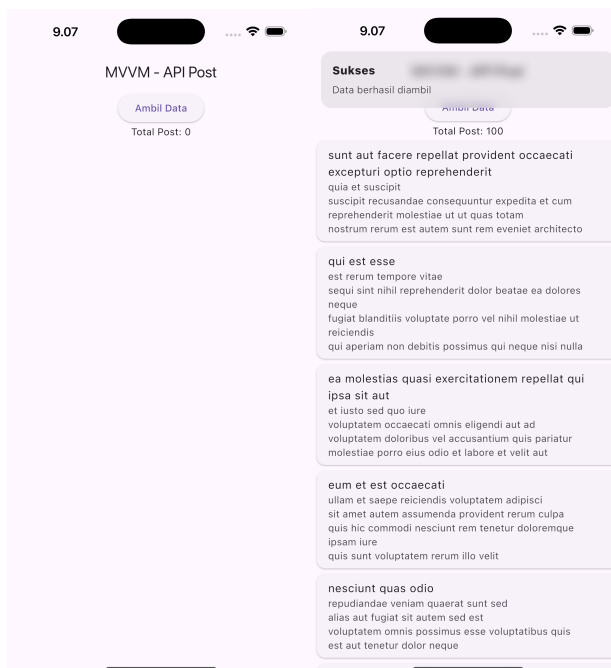 9.07
MVVM - API Post
Ambil Data
Total Post: 0
9.07
Sukses
Data berhasil diambil
Ambil Data
Total Post: 100
sunt aut facere repellat provident occaecati
excepturi optio reprehenderit
quia et suscipit
suscipit recusandae consequuntur expedita et cum
reprehenderit molestiae ut ut quas totam
nostrum rerum est autem sunt rem eveniet architecto
qui est esse
est rerum tempore vitae
sequi sint nihil reprehenderit dolor beatae ea dolores
neque
fugiat blanditiis voluptate porro vel nihil molestiae ut
reiciendis
qui aperiam non debitis possimus qui neque nisi nulla
ea molestias quasi exercitationem repellat qui
ipsa sit aut
et iusto sed quo iure
voluptatem occaecati omnis eligendi aut ad
voluptatem doloribus vel accusantium quis pariatur
molestiae porro eius odio et labore et velit aut
eum et est occaecati
ullam et saepe reiciendis voluptatem adipisci
sit amet autem assumenda provident rerum culpa
quis hic commodi nesciunt rem tenetur doloremque
ipsam iure
quis sunt voluptatem rerum illo velit
nesciunt quas odio
repudiandae veniam quaerat sunt sed
alias aut fugiat sit autem sed est
voluptatem omnis possimus esse voluptatibus quis
est aut tenetur dolor neque